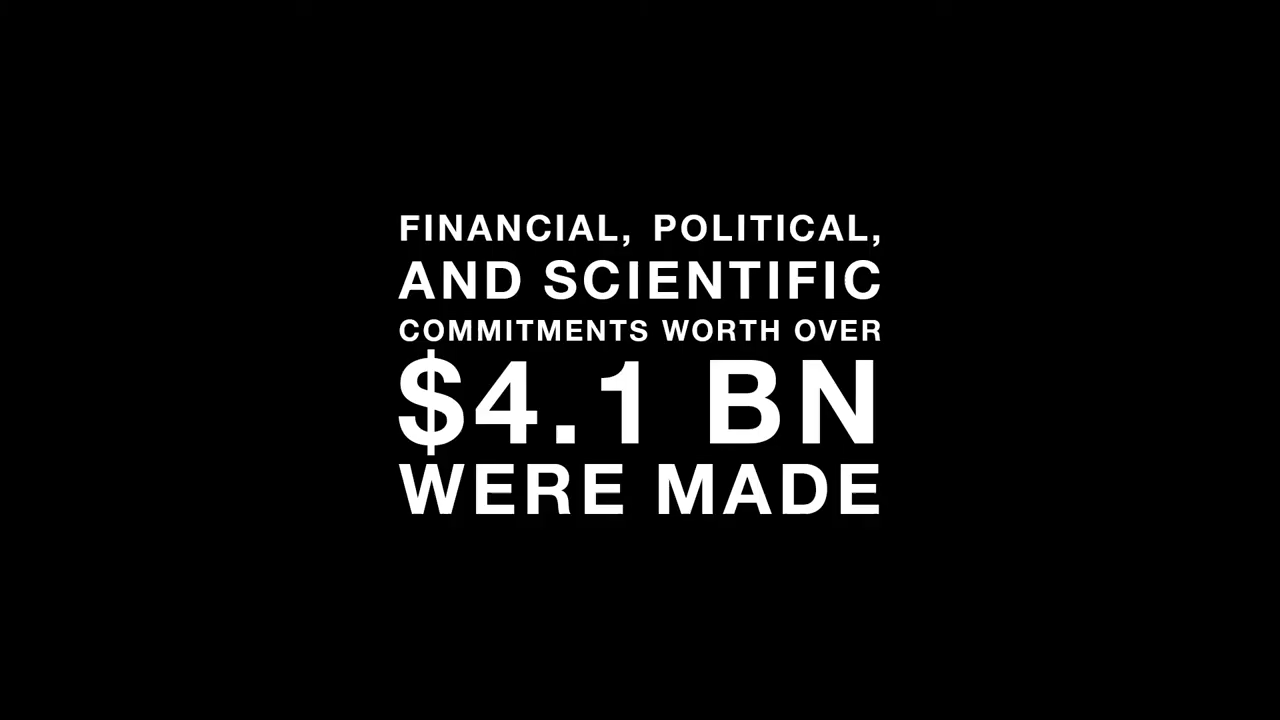 FINANCIAL, POLITICAL,
AND SCIENTIFIC
COMMITMENTS WORTH OVER
$4.1 BN
WERE MADE